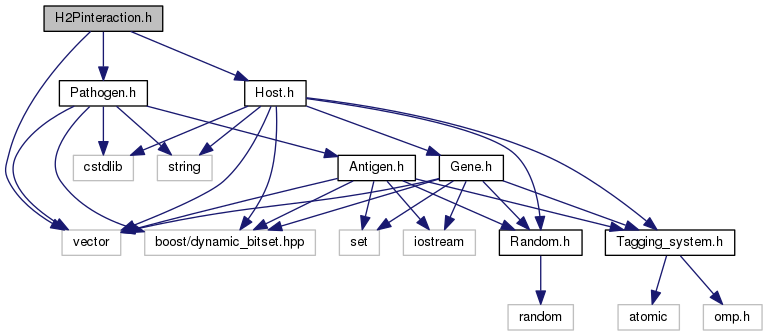 H2Pinteraction.h
Pathogen.h
Host.h
cstdlib
string
Antigen.h
Gene.h
vector
boost/dynamic_bitset.hpp
set
iostream
Random.h
Tagging_system.h
random
atomic
omp.h